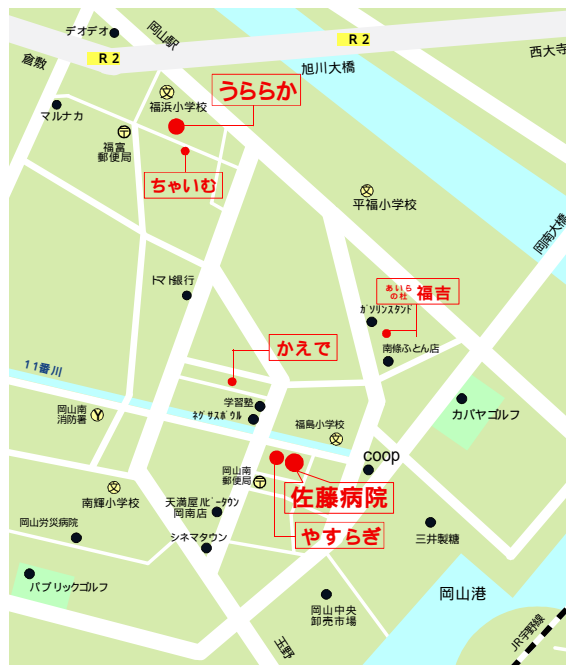 デオデオ
岡山駅
R 2
R 2
倉敷
旭川大橋
西大寺
うららか
福浜小学校
マルナカ
福富
郵便局
ちゃいむ
平福小学校
岡南大橋
トマト銀行
あいら
の杜
福吉
ガソリンスタンド
南條ふとん店
かえで
11番川
学習塾
ネグサスボウル
岡山南
消防署
福島小学校
カバヤゴルフ
coop
岡山南
郵便局
佐藤病院
南輝小学校
天満屋ハピータウン
岡南店
やすらぎ
岡山労災病院
シネマタウン
三井製糖
パブリックゴルフ
岡山中央
卸売市場
岡山港
玉野
JR宇野線